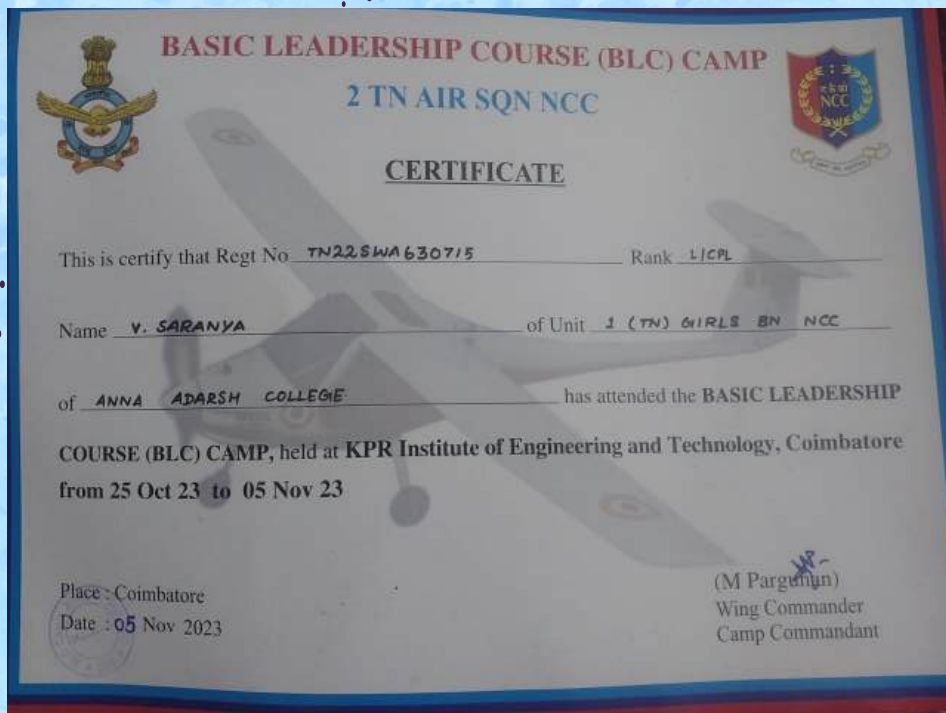 BASIC LEADERSHIP COURSE (BLC) CAMP
2 TN AIR SQN NCC
NCC
CERTIFICATE
This is certify that Regt No TN22SWA630715 Rank L/CPL
Name V. SARANYA of Unit 1 (TN) GIRLS BN NCC
of ANNA ADARSH COLLEGE has attended the BASIC LEADERSHIP
COURSE (BLC) CAMP, held at KPR Institute of Engineering and Technology, Coimbatore
from 25 Oct 23 to 05 Nov 23
(M Pargunan)
Place : Coimbatore Wing Commander
Date : 05 Nov 2023 Camp Commandant